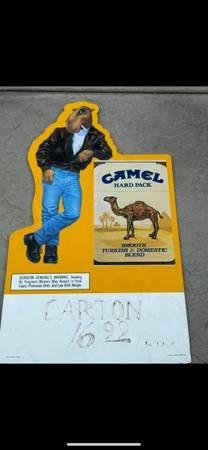 CAMEL
HARD PACK
SMOOTH
TURKISH & DOMESTIC
BLEND
SURGEON GENERAL'S WARNING: Smoking
By Pregnant Women May Result in Fetal
Injury, Premature Birth, And Low Birth Weight.
CARTON
16 22